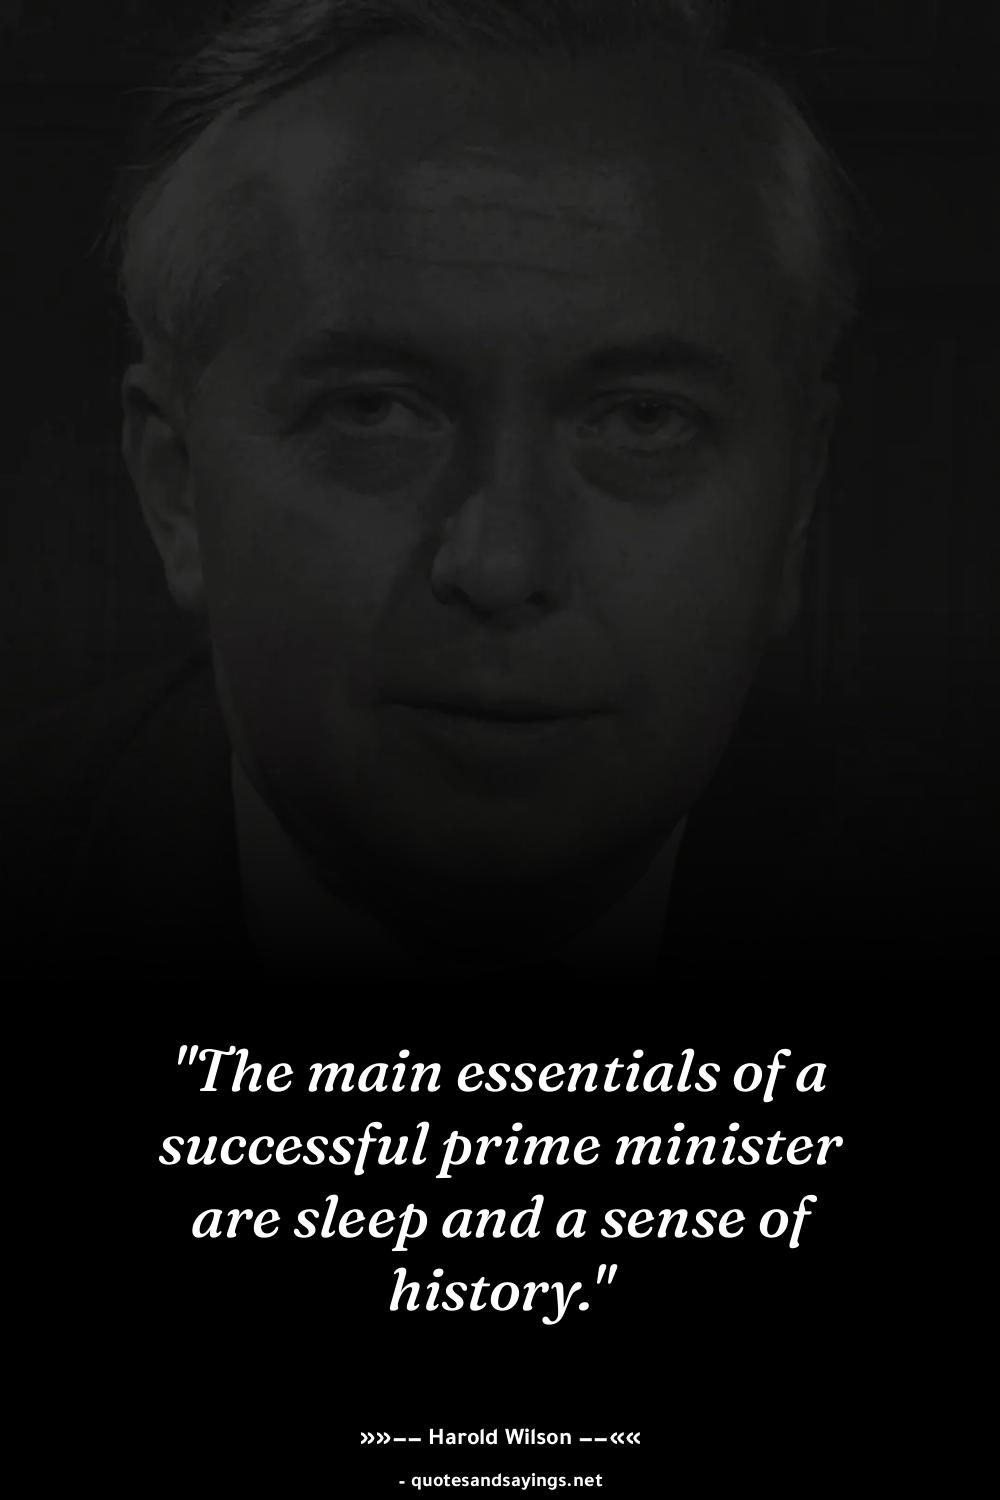 "The main essentials of a
successful prime minister
are sleep and a sense of
history."
»»−− Harold Wilson −−««
- quotesandsayings.net